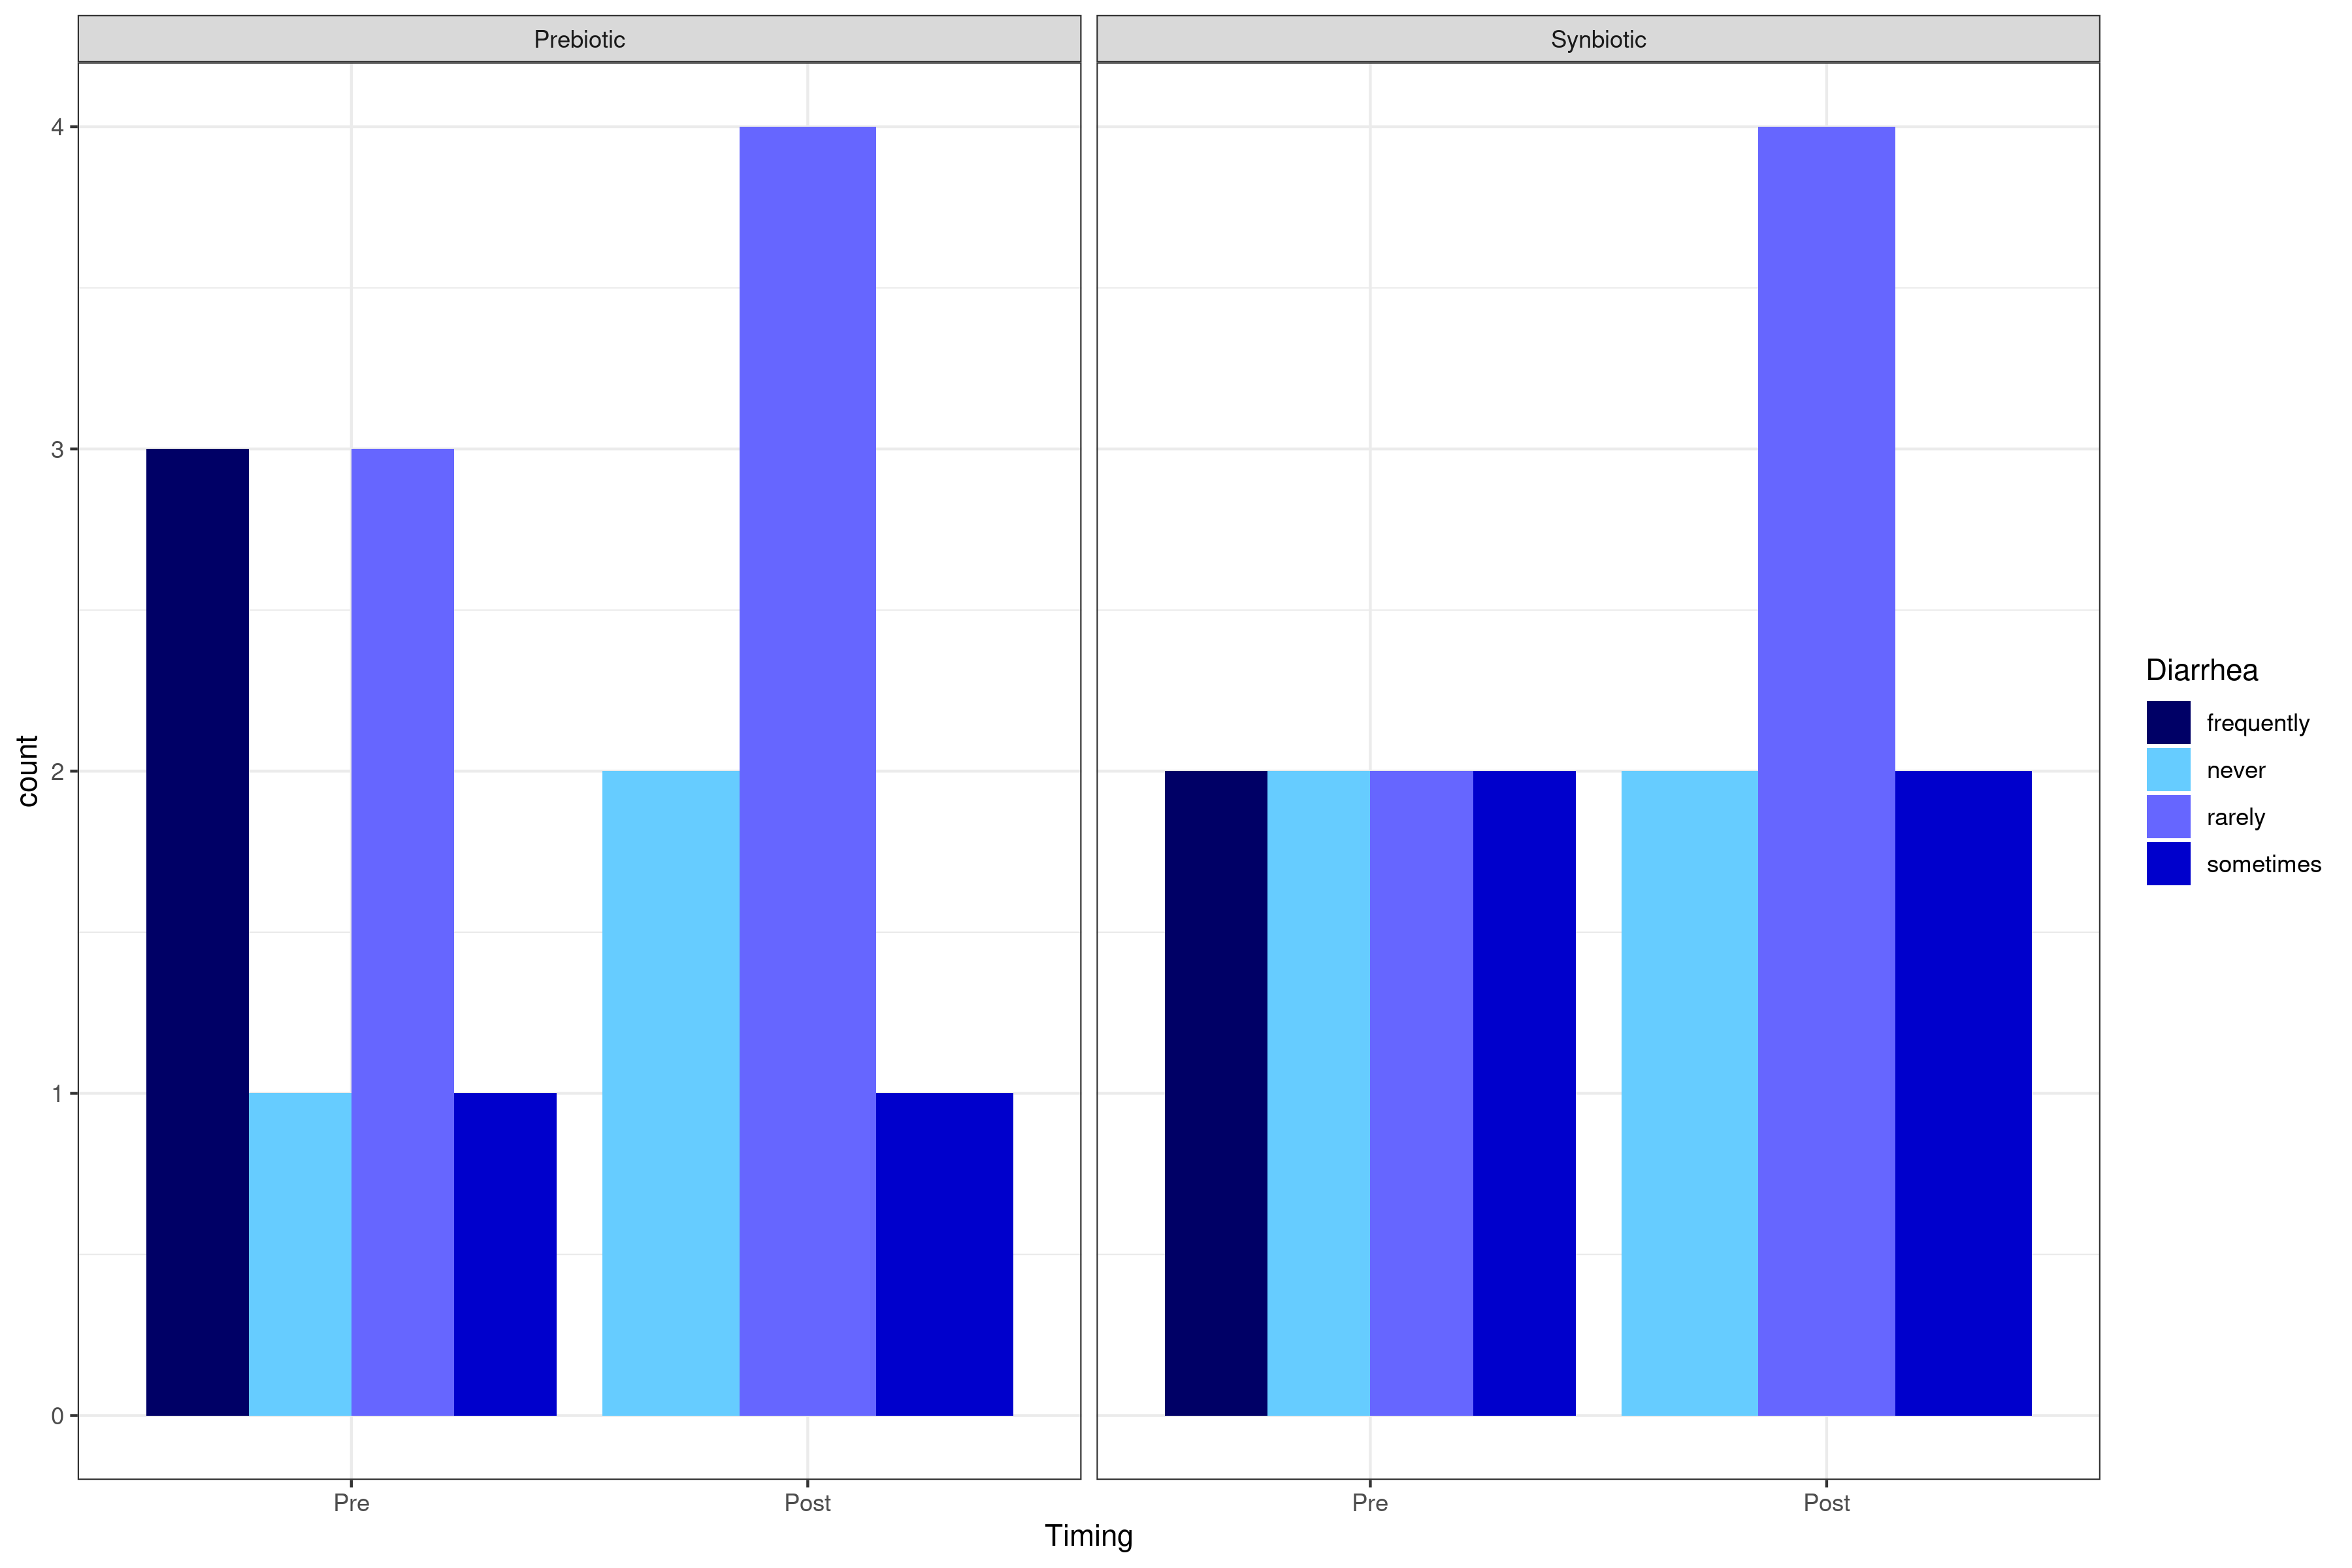 Prebiotic
Synbiotic
count
4
3
2
1
0
Pre
Post
Pre
Post
Timing
Diarrhea
frequently
never
rarely
sometimes